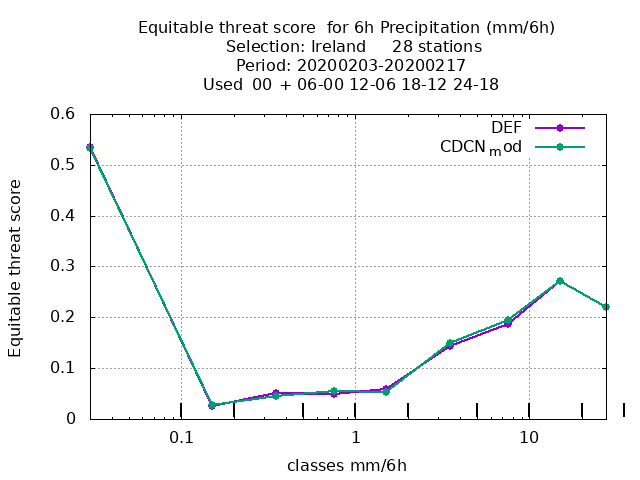 Equitable threat score  for 6h Precipitation (mm/6h)
Selection: Ireland     28 stations
Period: 20200203-20200217
Used  00 + 06-00 12-06 18-12 24-18
DEF
CDCNmod
0.6
0.5
0.4
0.3
0.2
0.1
0
Equitable threat score
0.1
1
10
classes mm/6h